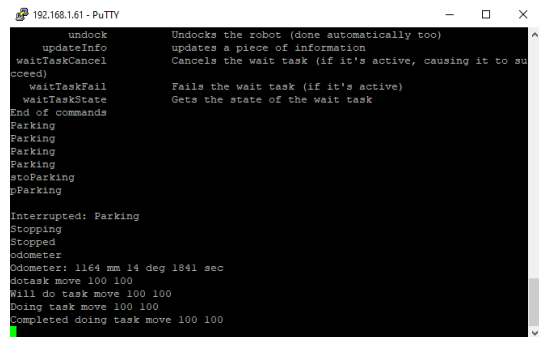 192.168.1.61 - PuTTY
undock Undocks the robot (done automatically too)
updateInfo updates a piece of information
waitTaskCancel Cancels the wait task (if it's active, causing it to su
cceed)
waitTaskFail Fails the wait task (if it's active)
waitTaskState Gets the state of the wait task
End of commands
Parking
Parking
Parking
Parking
stoParking
pParking
Interrupted: Parking
Stopping
Stopped
odometer
Odometer: 1164 mm 14 deg 1841 sec
dotask move 100 100
Will do task move 100 100
Doing task move 100 100
Completed doing task move 100 100